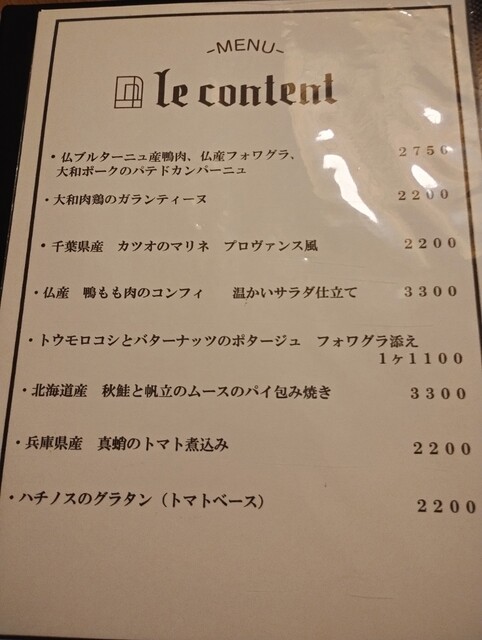 -MENU-
le content
・仏ブルターニュ産鴨肉、仏産フォワグラ、 2750
大和ポークのパテドカンパーニュ
・大和肉鶏のガランティーヌ 2200
・千葉県産 カツオのマリネ プロヴァンス風 2200
・仏産 鴨もも肉のコンフィ 温かいサラダ仕立て 3300
・トウモロコシとバターナッツのポタージュ フォワグラ添え
1ヶ1100
・北海道産 秋鮭と帆立のムースのパイ包み焼き 3300
・兵庫県産 真蛸のトマト煮込み 2200
・ハチノスのグラタン（トマトベース） 2200